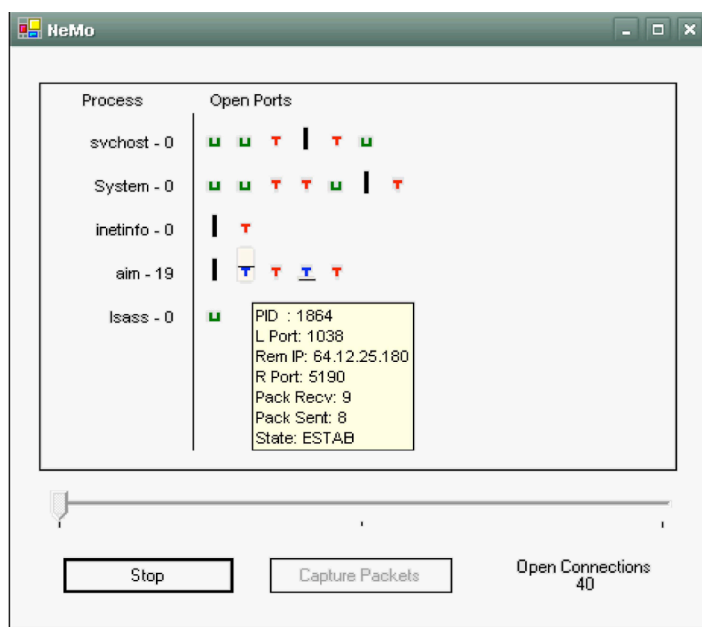 NeMo
Process Open Ports
svchost - 0 U U T T U
System - 0 U U T T U T
inetinfo - 0 T
aim - 19 T T T T
lsass - 0 U
PID : 1864
L Port: 1038
Rem IP: 64.12.25.180
R Port: 5190
Pack Recv: 9
Pack Sent: 8
State: ESTAB
Stop Capture Packets Open Connections
40